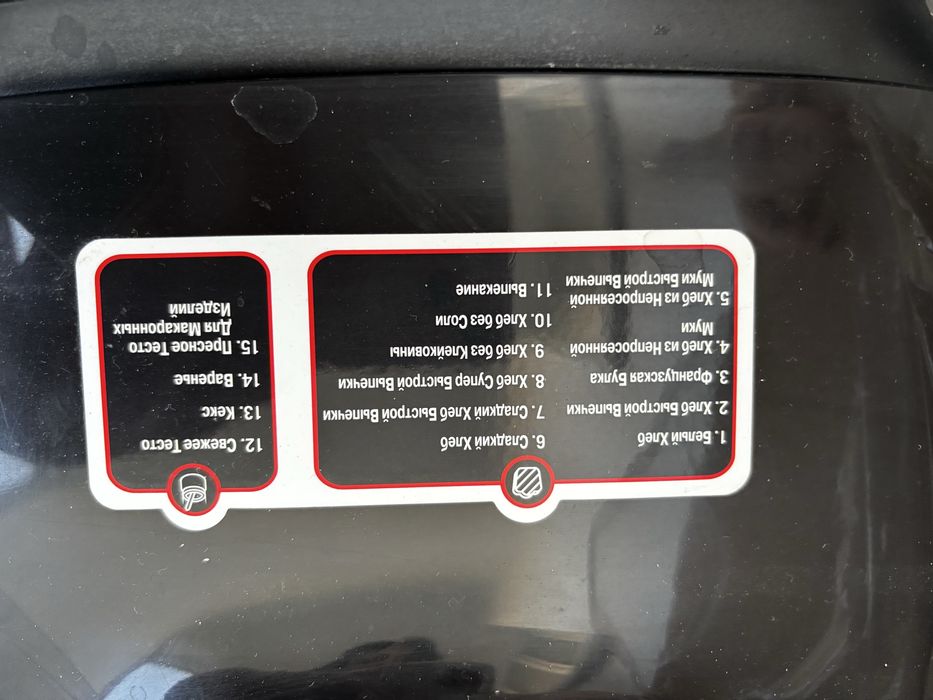 1. Белый Хлеб
2. Хлеб Быстрой Выпечки
3. Французская Булка
4. Хлеб из Непросеянной
Муки
5. Хлеб из Непросеянной
Муки Быстрой Выпечки
6. Сладкий Хлеб
7. Сладкий Хлеб Быстрой Выпечки
8. Хлеб Супер Быстрой Выпечки
9. Хлеб без Клейковины
10. Хлеб без Соли
11. Выпекание
12. Свежее Тесто
13. Кекс
14. Варенье
15. Пресное Тесто
Для Макаронных
Изделий